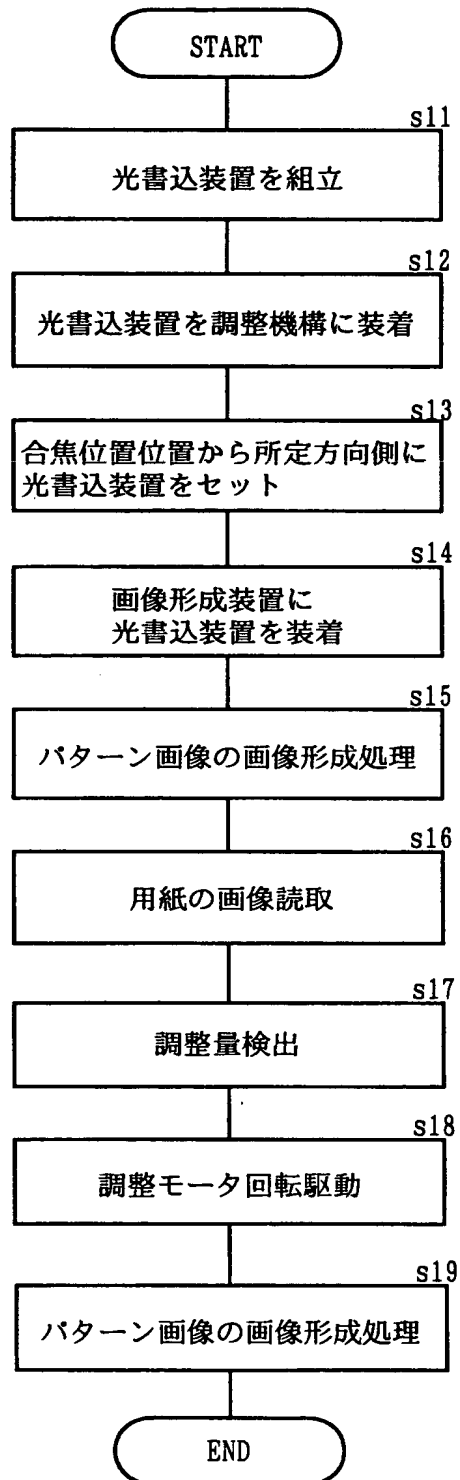 START
s11
光書込装置を組立
s12
光書込装置を調整機構に装着
s13
合焦位置位置から所定方向側に
光書込装置をセット
s14
画像形成装置に
光書込装置を装着
s15
パターン画像の画像形成処理
s16
用紙の画像読取
s17
調整量検出
s18
調整モータ回転駆動
s19
パターン画像の画像形成処理
END